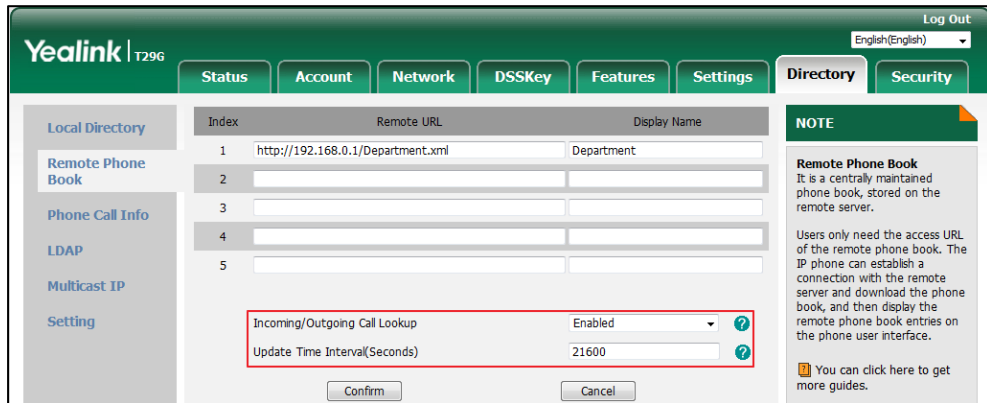 Log Out
Yealink T29G
English(English)
Status Account Network DSSKey Features Settings Directory Security
Local Directory
Remote Phone
Book
Phone Call Info
LDAP
Multicast IP
Setting
Index Remote URL Display Name
1 http://192.168.0.1/Department.xml Department
2
3
4
5
Incoming/Outgoing Call Lookup Enabled ?
Update Time Interval(Seconds) 21600 ?
Confirm Cancel
NOTE
Remote Phone Book
It is a centrally maintained
phone book, stored on the
remote server.
Users only need the access URL
of the remote phone book. The
IP phone can establish a
connection with the remote
server and download the phone
book, and then display the
remote phone book entries on
the phone user interface.
? You can click here to get
more guides.